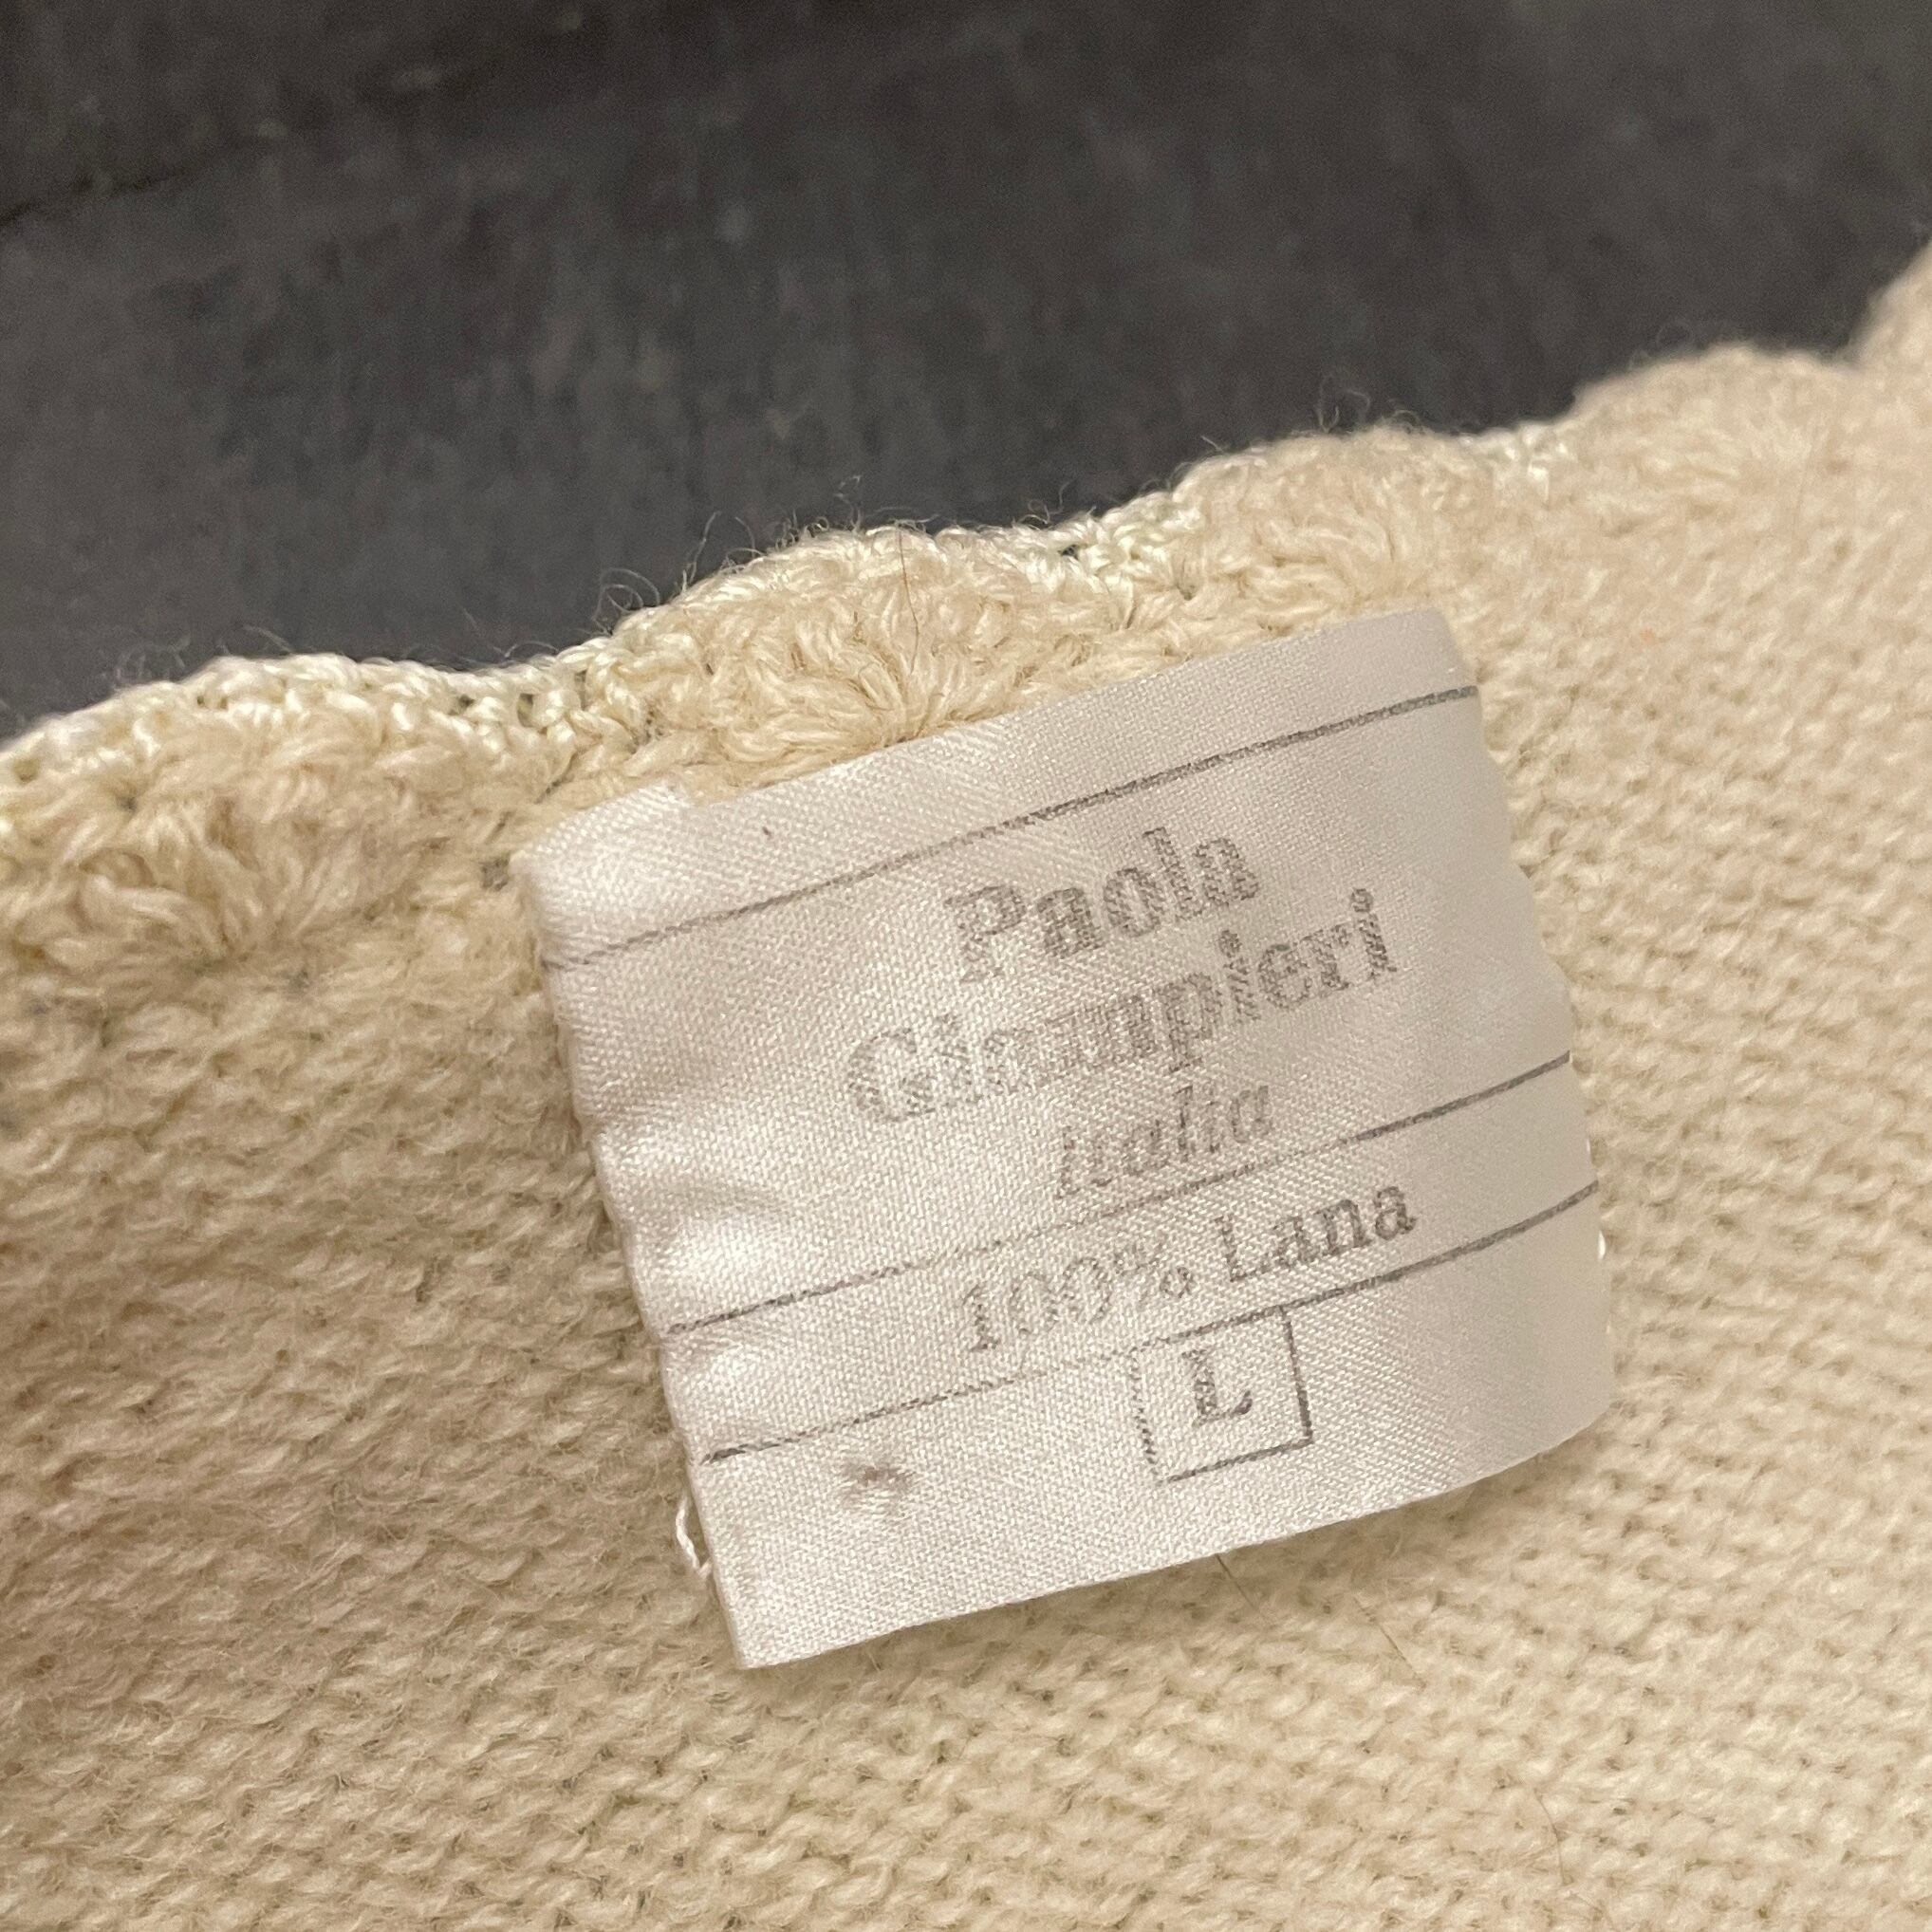 Paola
Giampieri
italia
100% Lana
L